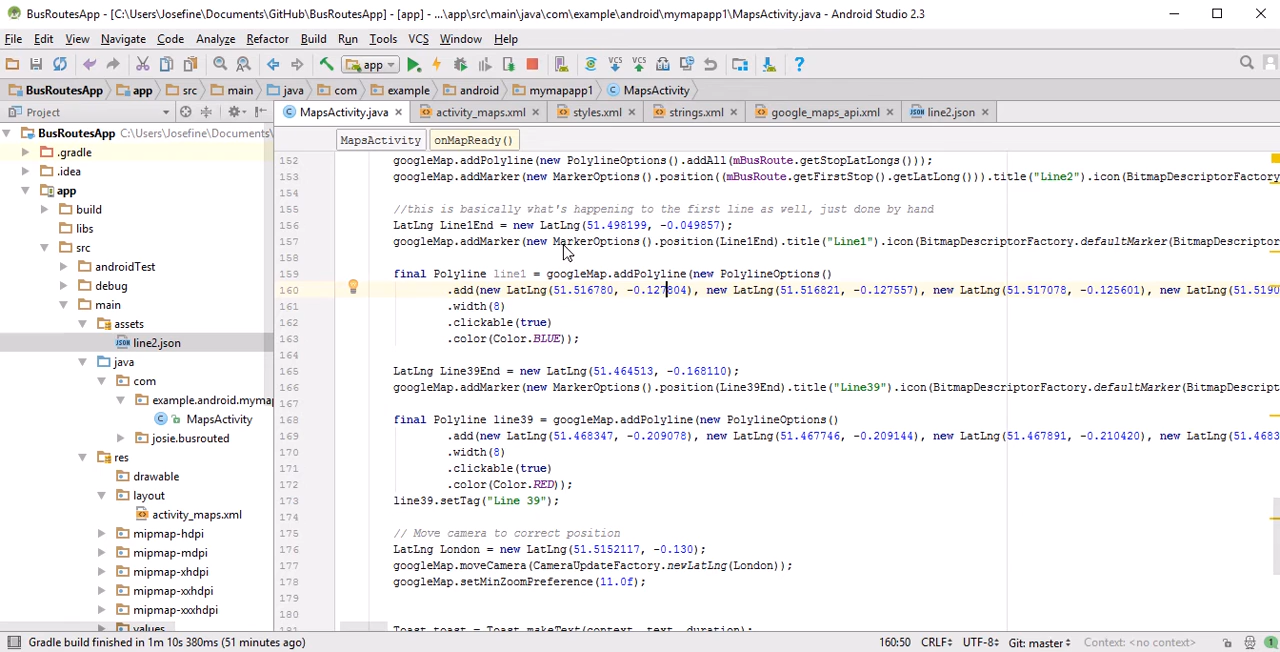 BusRoutesApp - [C:\Users\Josefine\Documents\GitHub\BusRoutesApp] - [app] - ...\app\src\main\java\com\example\android\mymapapp1\MapsActivity.java - Android Studio 2.3
File Edit View Navigate Code Analyze Refactor Build Run Tools VCS Window Help
app
BusRoutesApp app src main java com example android mymapapp1 MapsActivity
Project MapsActivity.java activity_maps.xml styles.xml strings.xml google_maps_api.xml line2.json
BusRoutesApp C:\Users\Josefine\Documents\
.gradle
.idea
app
build
libs
src
androidTest
debug
main
assets
line2.json
java
com
example.android.mymap
MapsActivity
josie.busrouted
res
drawable
layout
activity_maps.xml
mipmap-hdpi
mipmap-mdpi
mipmap-xhdpi
mipmap-xxhdpi
mipmap-xxxhdpi
values
MapsActivity onMapReady()
152 googleMap.addPolyline(new PolylineOptions().addAll(mBusRoute.getStopLatLongs()));
153 googleMap.addMarker(new MarkerOptions().position((mBusRoute.getFirstStop().getLatLong())).title("Line2").icon(BitmapDescriptorFactory
154
155 //this is basically what's happening to the first line as well, just done by hand
156 LatLng Line1End = new LatLng(51.498199, -0.049857);
157 googleMap.addMarker(new MarkerOptions().position(Line1End).title("Line1").icon(BitmapDescriptorFactory.defaultMarker(BitmapDescript
159 final Polyline line1 = googleMap.addPolyline(new PolylineOptions()
160 .add(new LatLng(51.516780, -0.127804), new LatLng(51.516821, -0.127557), new LatLng(51.517078, -0.125601), new LatLng(51.519
161 .width(8)
162 .clickable(true)
163 .color(Color.BLUE));
164
165 LatLng Line39End = new LatLng(51.464513, -0.168110);
166 googleMap.addMarker(new MarkerOptions().position(Line39End).title("Line39").icon(BitmapDescriptorFactory.defaultMarker(BitmapDescrip
167
168 final Polyline line39 = googleMap.addPolyline(new PolylineOptions()
169 .add(new LatLng(51.468347, -0.209078), new LatLng(51.467746, -0.209144), new LatLng(51.467891, -0.210420), new LatLng(51.468
170 .width(8)
171 .clickable(true)
172 .color(Color.RED));
173 line39.setTag("Line 39");
174
175 // Move camera to correct position
176 LatLng London = new LatLng(51.5152117, -0.130);
177 googleMap.moveCamera(CameraUpdateFactory.newLatLng(London));
178 googleMap.setMinZoomPreference(11.0f);
179
180
Toast toast = Toast.makeText(context, text, duration);
Gradle build finished in 1m 10s 380ms (51 minutes ago) 160:50 CRLF UTF-8 Git: master Context: <no context> 1